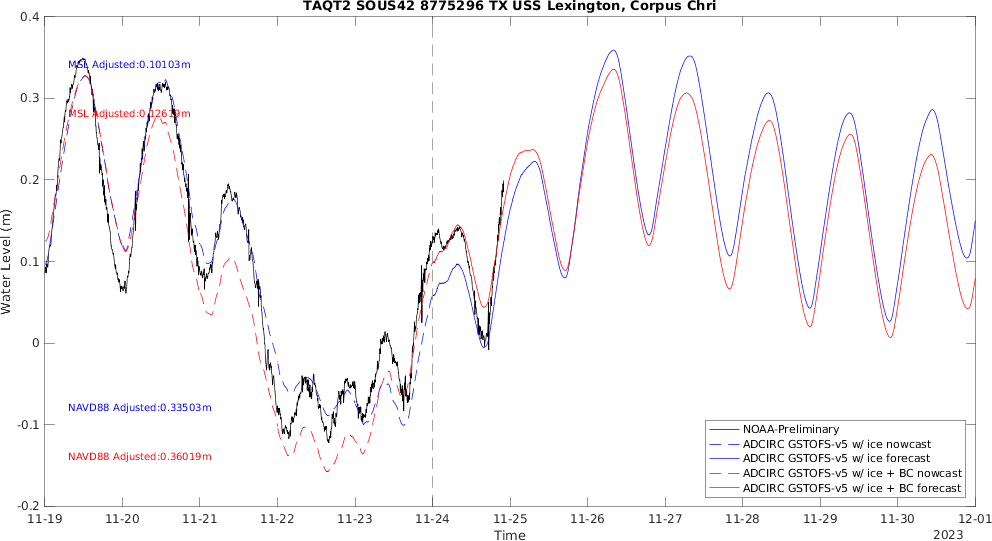 TAQT2 SOUS42 8775296 TX USS Lexington, Corpus Chri
0.4
0.3
0.2
0.1
0
-0.1
-0.2
Water Level (m)
MSL Adjusted:0.10103m
MSL Adjusted:0.12619m
NAVD88 Adjusted:0.33503m
NAVD88 Adjusted:0.36019m
NOAA-Preliminary
ADCIRC GSTOFS-v5 w/ ice nowcast
ADCIRC GSTOFS-v5 w/ ice forecast
ADCIRC GSTOFS-v5 w/ ice + BC nowcast
ADCIRC GSTOFS-v5 w/ ice + BC forecast
11-19 11-20 11-21 11-22 11-23 11-24 11-25 11-26 11-27 11-28 11-29 11-30 12-01
Time
2023